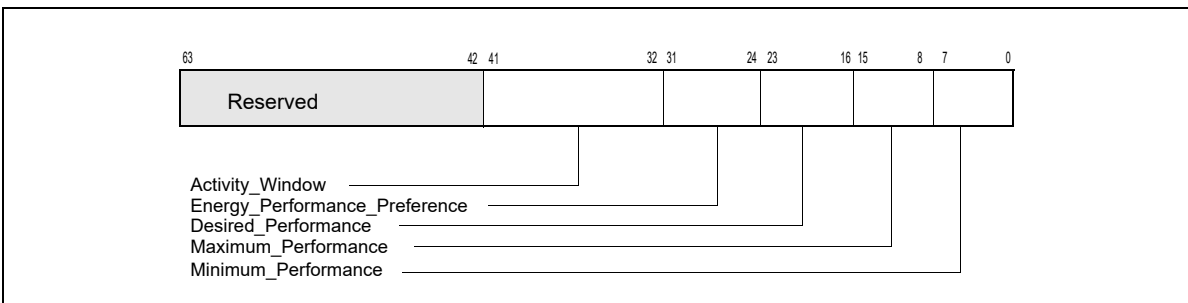 63 42 41 32 31 24 23 16 15 8 7 0
Reserved
Activity_Window
Energy_Performance_Preference
Desired_Performance
Maximum_Performance
Minimum_Performance